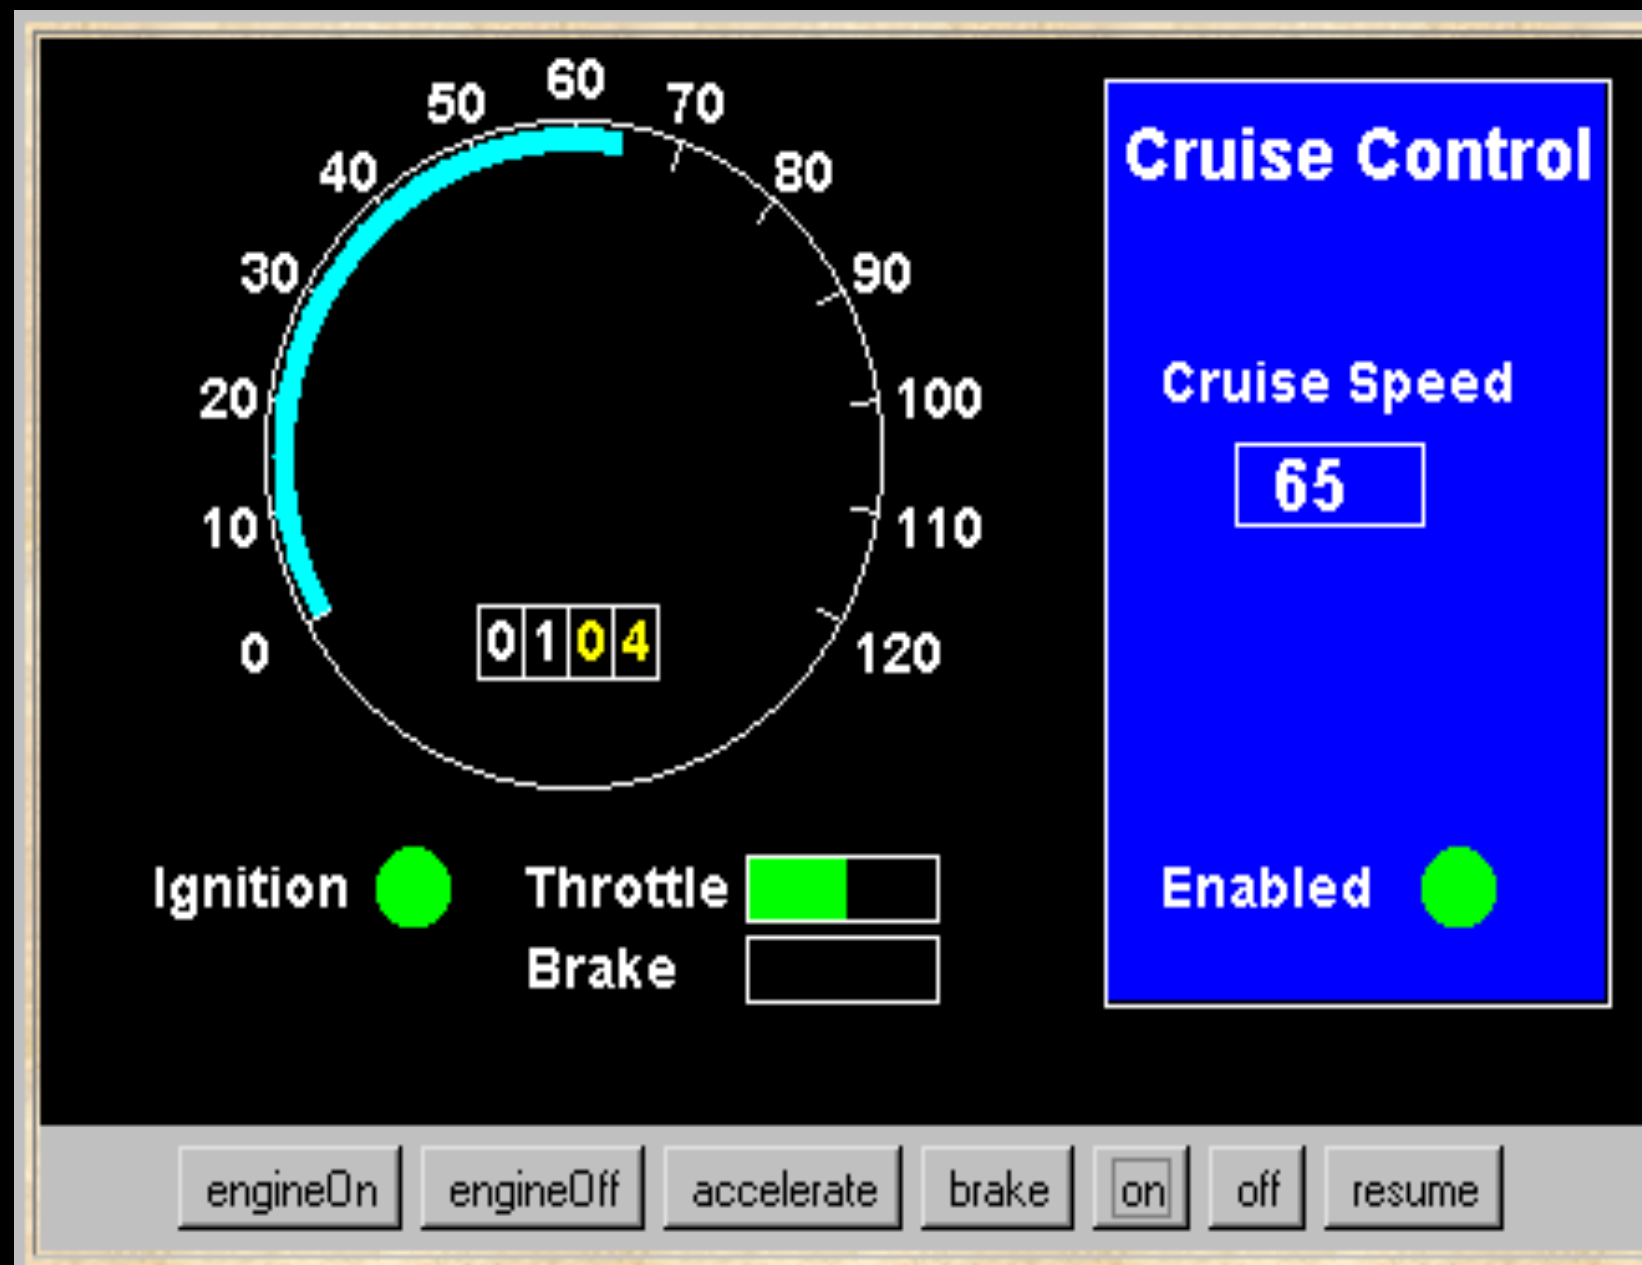 60
50 70
40 80
30 90
20 100
10 110
0 120
0104
Cruise Control
Cruise Speed
65
Ignition Throttle Enabled
Brake
engineOn engineOff accelerate brake on off resume